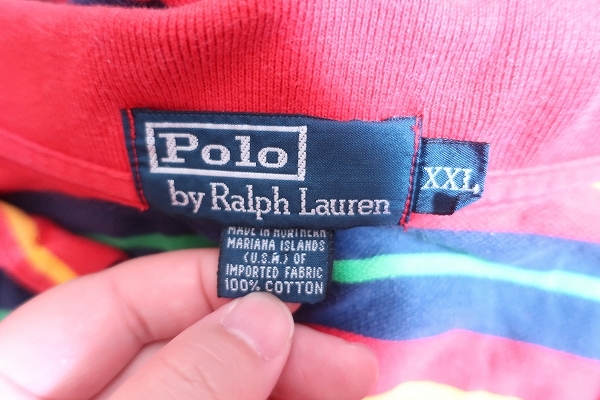 Polo
by Ralph Lauren
XXL
MADE IN NORTHERN
MARIANA ISLANDS
(U.S.A.) OF
IMPORTED FABRIC
100% COTTON